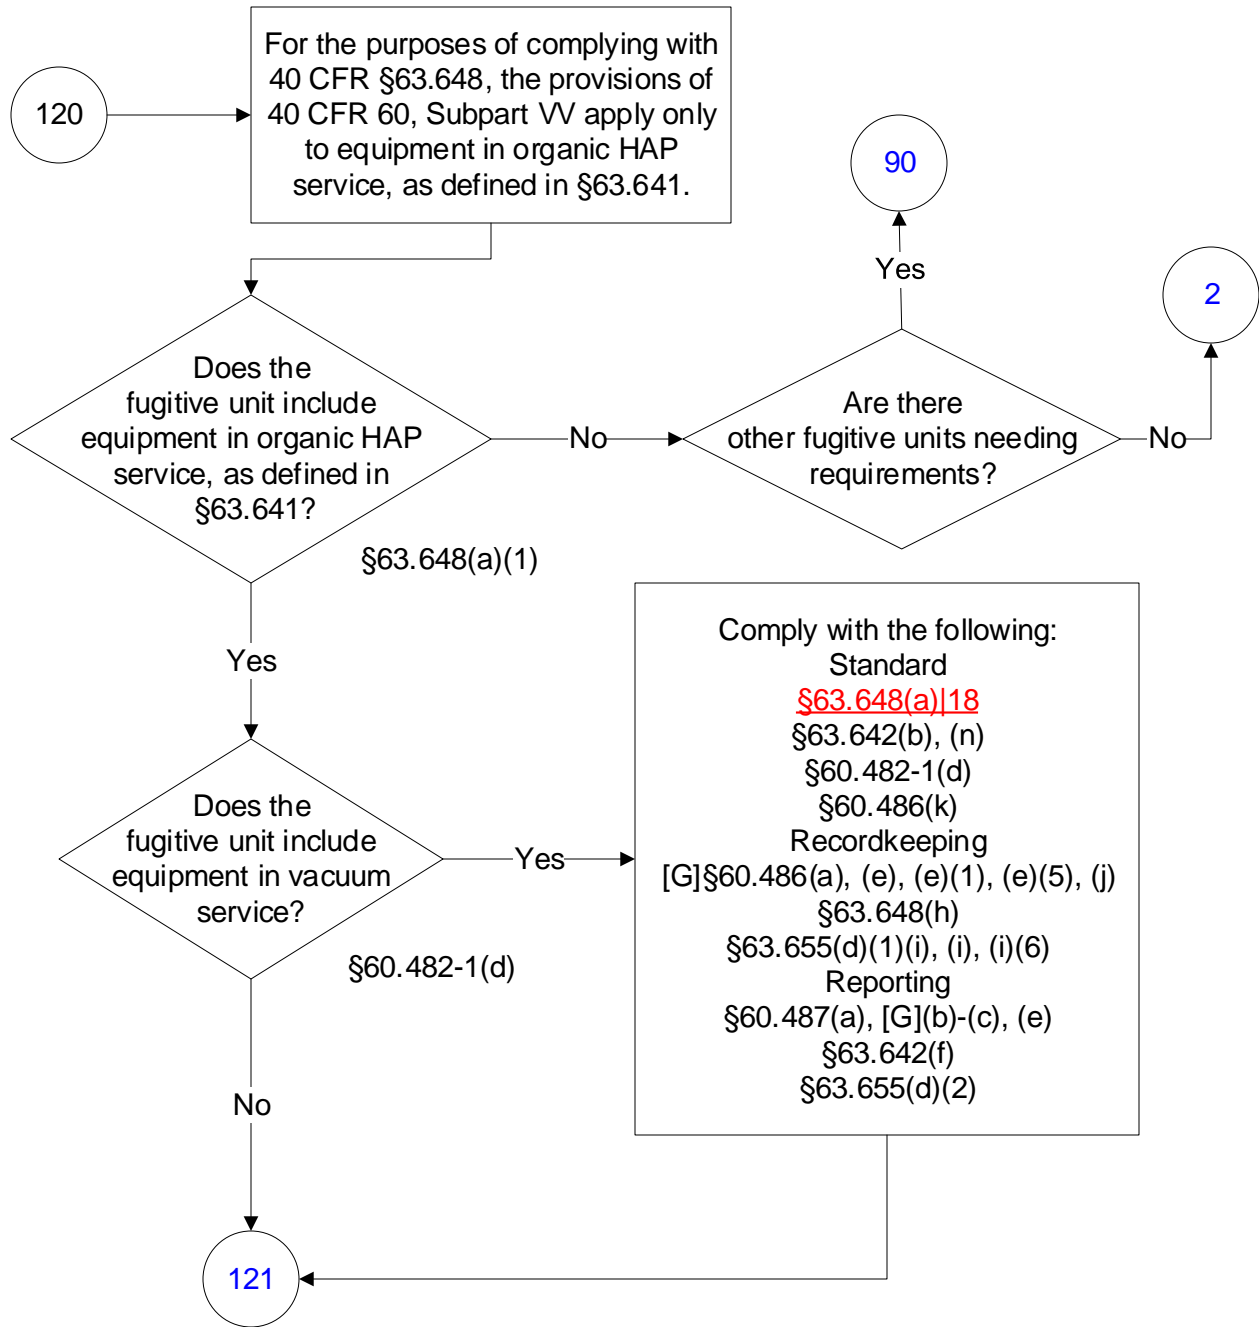 120
For the purposes of complying with
40 CFR §63.648, the provisions of
40 CFR 60, Subpart VV apply only
to equipment in organic HAP
service, as defined in §63.641.
90
Yes
2
Does the
fugitive unit include
equipment in organic HAP
service, as defined in
§63.641?
No
Are there
other fugitive units needing
requirements?
No
§63.648(a)(1)
Yes
Does the
fugitive unit include
equipment in vacuum
service?
Yes
§60.482-1(d)
Comply with the following:
Standard
§63.648(a)|18
§63.642(b), (n)
§60.482-1(d)
§60.486(k)
Recordkeeping
[G]§60.486(a), (e), (e)(1), (e)(5), (j)
§63.648(h)
§63.655(d)(1)(i), (i), (i)(6)
Reporting
§60.487(a), [G](b)-(c), (e)
§63.642(f)
§63.655(d)(2)
No
121